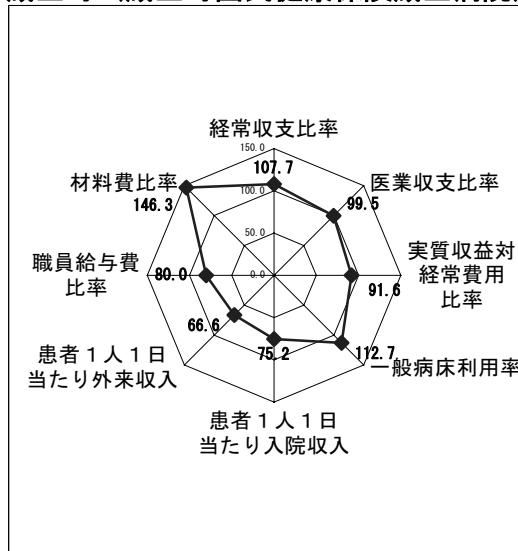 経常収支比率
150.0
107.7
100.0
50.0
0.0
医業収支比率
99.5
実質収益対
経常費用
比率
91.6
112.7
一般病床利用率
75.2
患者１人１日
当たり入院収入
66.6
患者１人１日
当たり外来収入
職員給与費
比率
80.0
材料費比率
146.3